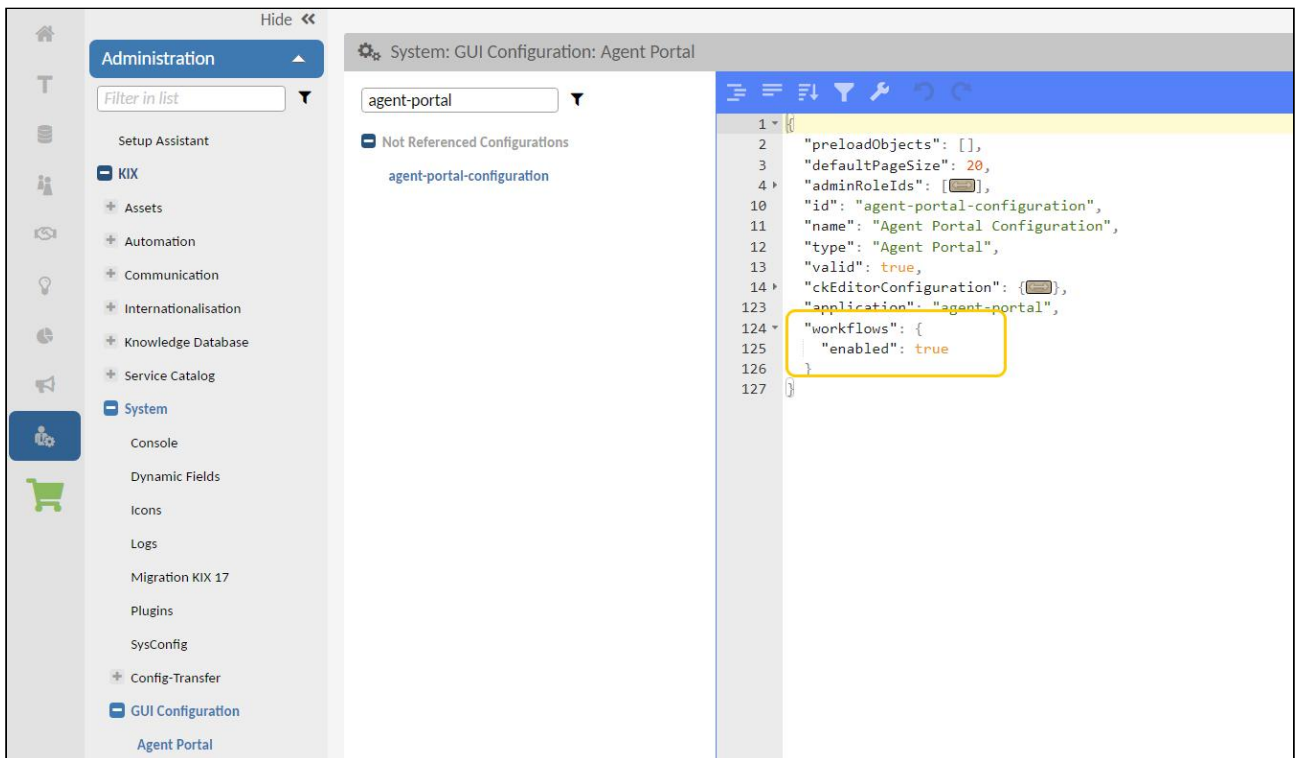 Hide «
Administration
Filter in list
Setup Assistant
KIX
Assets
Automation
Communication
Internationalisation
Knowledge Database
Service Catalog
System
Console
Dynamic Fields
Icons
Logs
Migration KIX 17
Plugins
SysConfig
Config-Transfer
GUI Configuration
Agent Portal
T
System: GUI Configuration: Agent Portal
agent-portal
Not Referenced Configurations
agent-portal-configuration
1 {
2 "preloadObjects": [],
3 "defaultPageSize": 20,
4 "adminRoleIds": [],
10 "id": "agent-portal-configuration",
11 "name": "Agent Portal Configuration",
12 "type": "Agent Portal",
13 "valid": true,
14 "ckEditorConfiguration": {},
123 "application": "agent-portal",
124 "workflows": {
125 "enabled": true
126 }
127 }